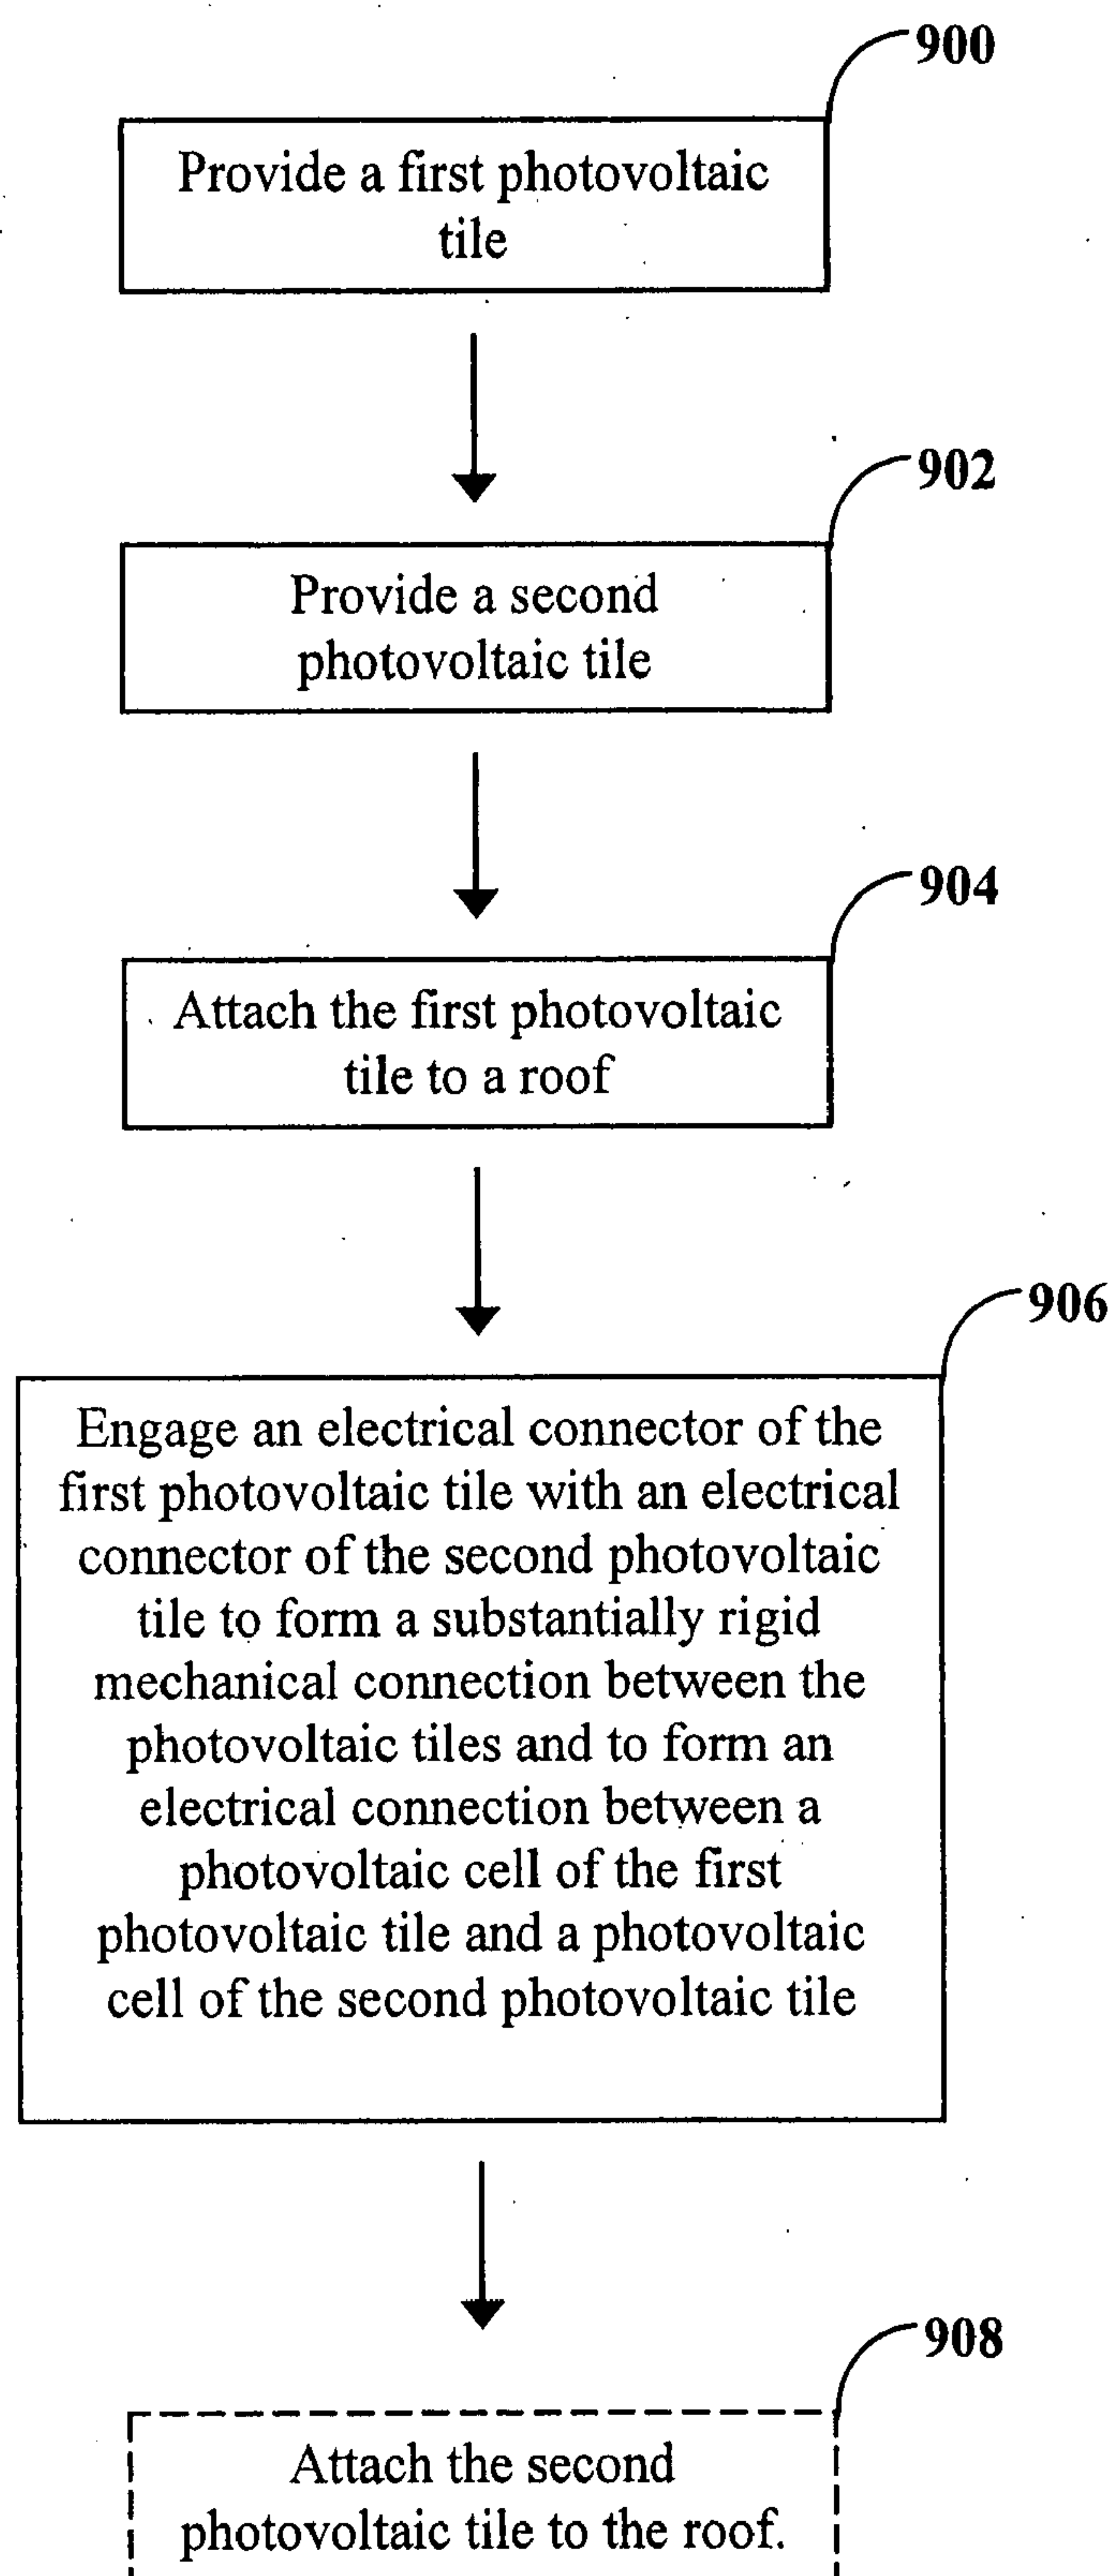 900
Provide a first photovoltaic
tile
902
Provide a second
photovoltaic tile
904
Attach the first photovoltaic
tile to a roof
906
Engage an electrical connector of the
first photovoltaic tile with an electrical
connector of the second photovoltaic
tile to form a substantially rigid
mechanical connection between the
photovoltaic tiles and to form an
electrical connection between a
photovoltaic cell of the first
photovoltaic tile and a photovoltaic
cell of the second photovoltaic tile
908
Attach the second
photovoltaic tile to the roof.